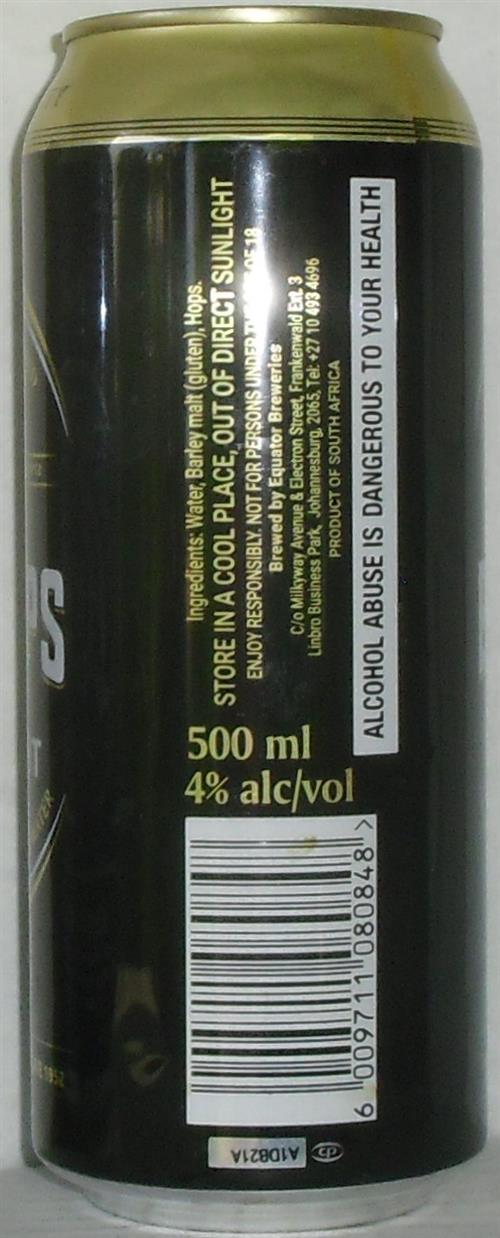 Ingredients: Water, Barley malt (gluten), Hops.
STORE IN A COOL PLACE, OUT OF DIRECT SUNLIGHT
ENJOY RESPONSIBLY. NOT FOR PERSONS UNDER 18
Brewed by Equator Breweries
C/o Milkyway Avenue & Electron Street, Frankenwald Ext. 3
Linbro Business Park, Johannesburg, 2065, Tel: +27 10 493 4696
PRODUCT OF SOUTH AFRICA
ALCOHOL ABUSE IS DANGEROUS TO YOUR HEALTH
500 ml
4% alc/vol
6 009711 080848 >
A1DB21A
PS
T